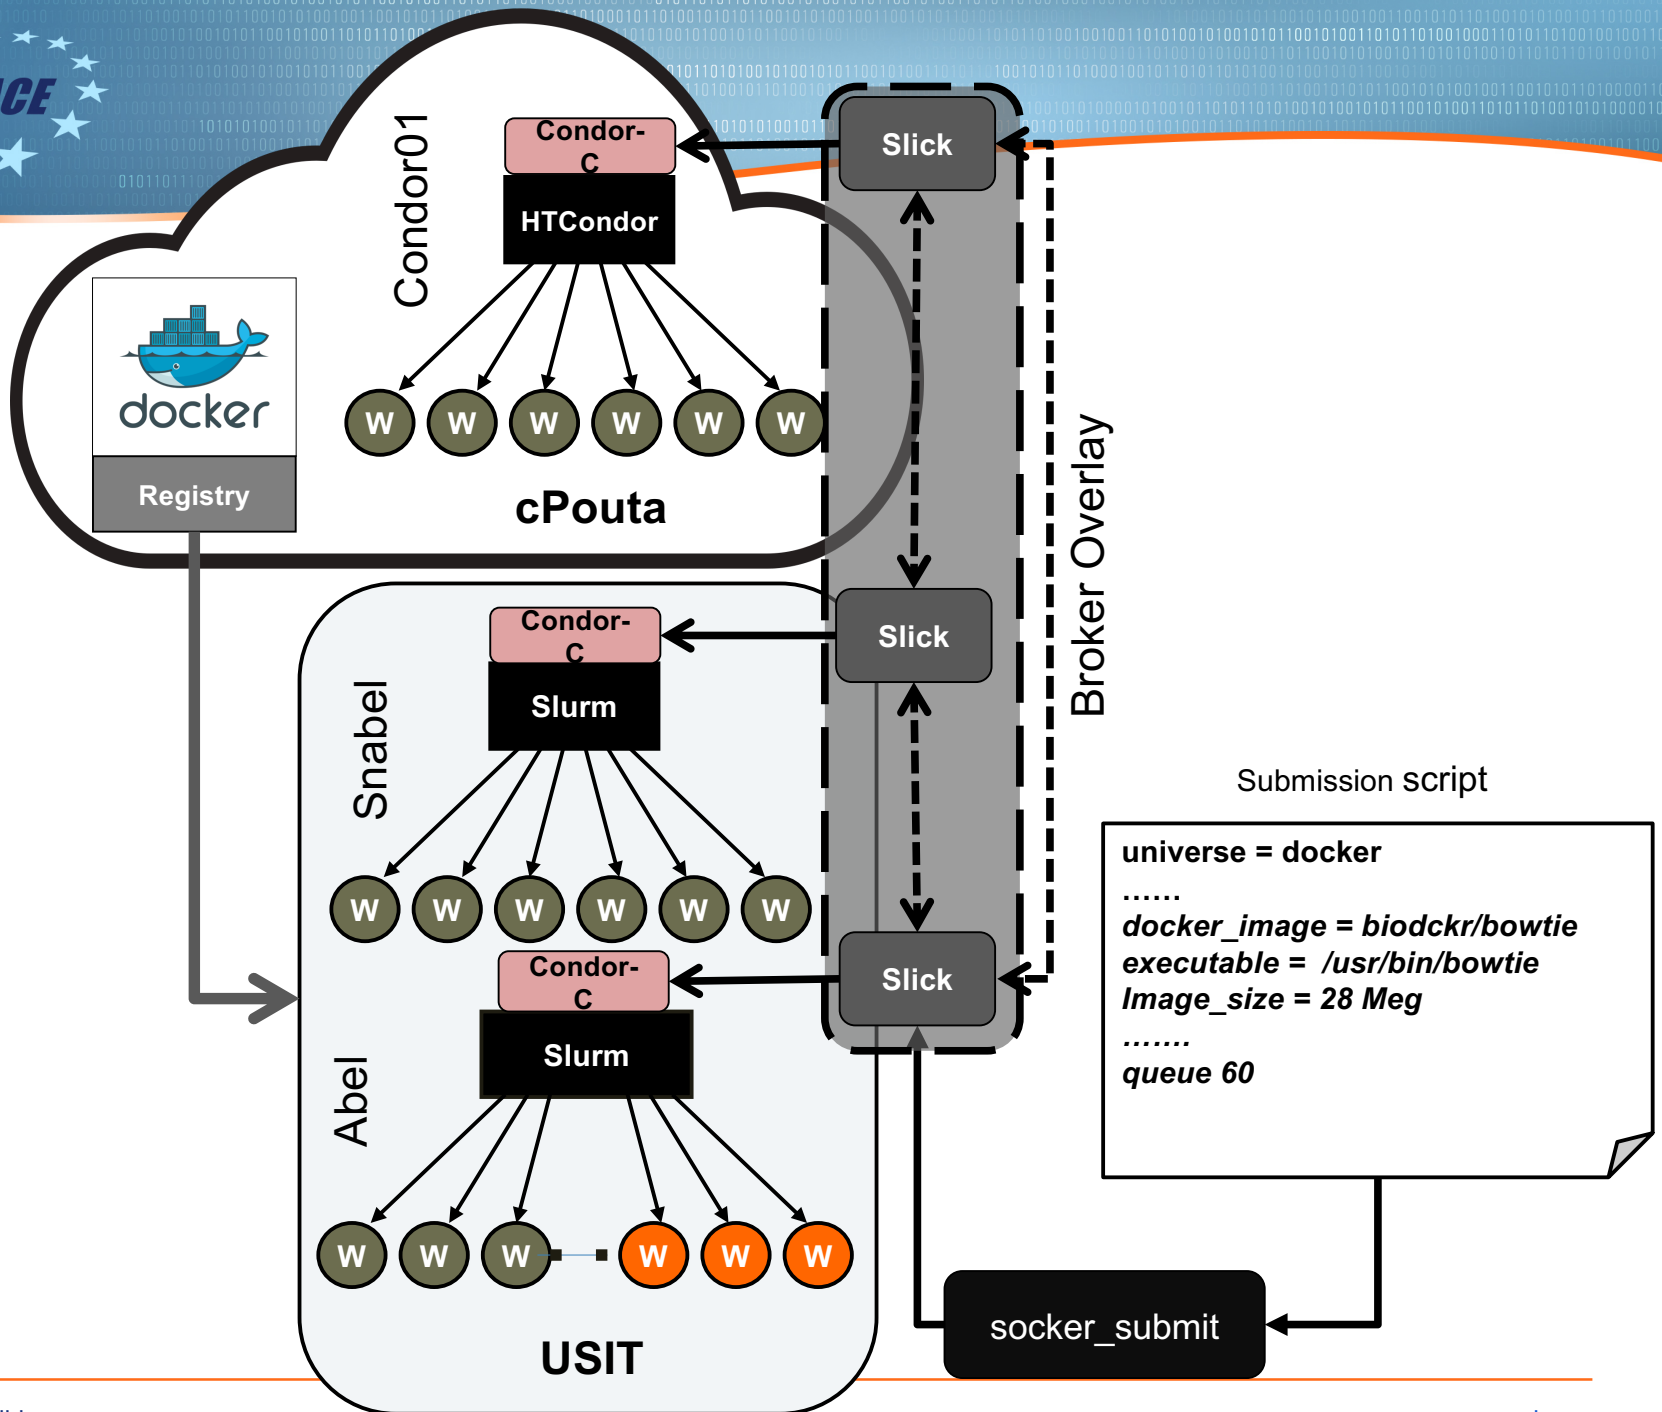 ICE
Condor01
Condor-
C
HTCondor
W W W W W W
cPouta
docker
Registry
Slick
Broker Overlay
Snabel
Condor-
C
Slurm
W W W W W W
Slick
Abel
Condor-
C
Slurm
W W W W W W
USIT
Slick
Submission script
universe = docker
……
docker_image = biodckr/bowtie
executable = /usr/bin/bowtie
Image_size = 28 Meg
…….
queue 60
socker_submit